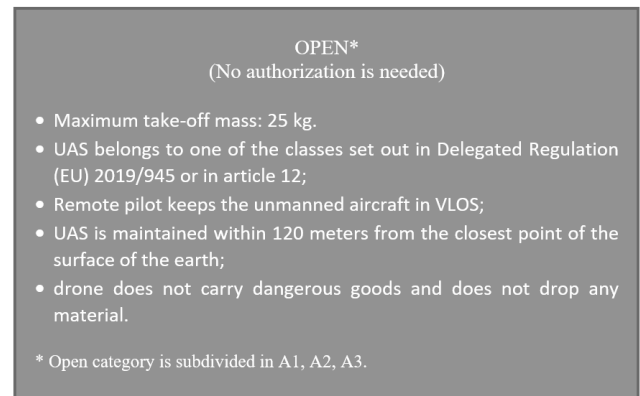 OPEN*
(No authorization is needed)
• Maximum take-off mass: 25 kg.
• UAS belongs to one of the classes set out in Delegated Regulation
(EU) 2019/945 or in article 12;
• Remote pilot keeps the unmanned aircraft in VLOS;
• UAS is maintained within 120 meters from the closest point of the
surface of the earth;
• drone does not carry dangerous goods and does not drop any
material.
* Open category is subdivided in A1, A2, A3.